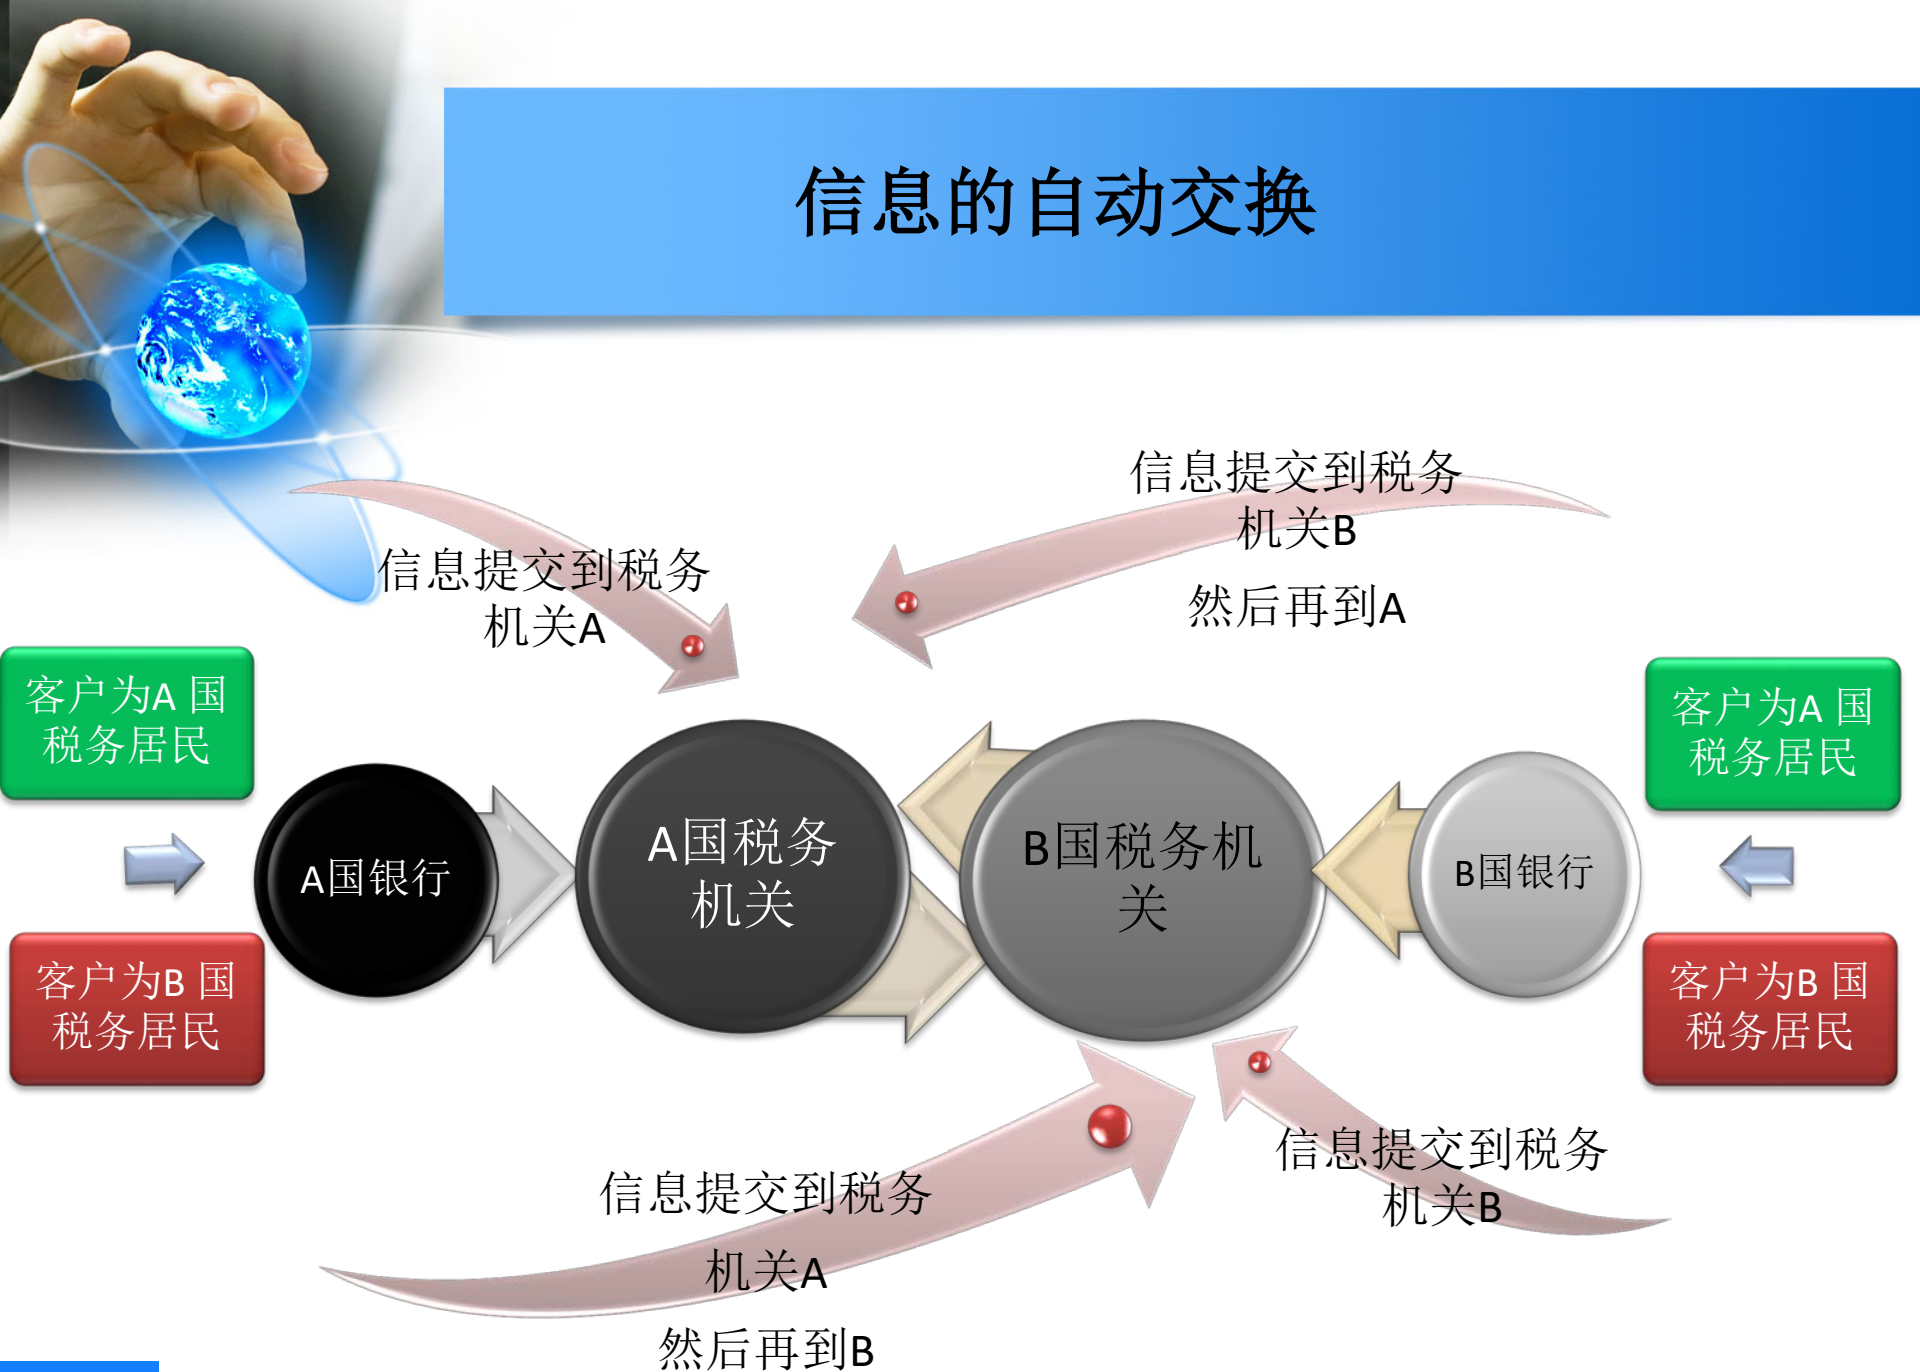 信息的自动交换
信息提交到税务
机关B
然后再到A
信息提交到税务
机关A
客户为A 国
税务居民
客户为A 国
税务居民
A国银行
A国税务
机关
B国税务机
关
B国银行
客户为B 国
税务居民
客户为B 国
税务居民
信息提交到税务
机关B
信息提交到税务
机关A
然后再到B